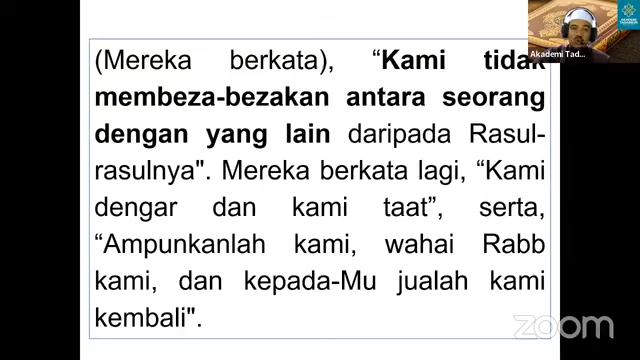 (Mereka berkata), “Kami tidak
membeza-bezakan antara seorang
dengan yang lain daripada Rasul-
rasulnya". Mereka berkata lagi, “Kami
dengar dan kami taat”, serta,
“Ampunkanlah kami, wahai Rabb
kami, dan kepada-Mu jualah kami
kembali".
Akademi Tad...
zoom